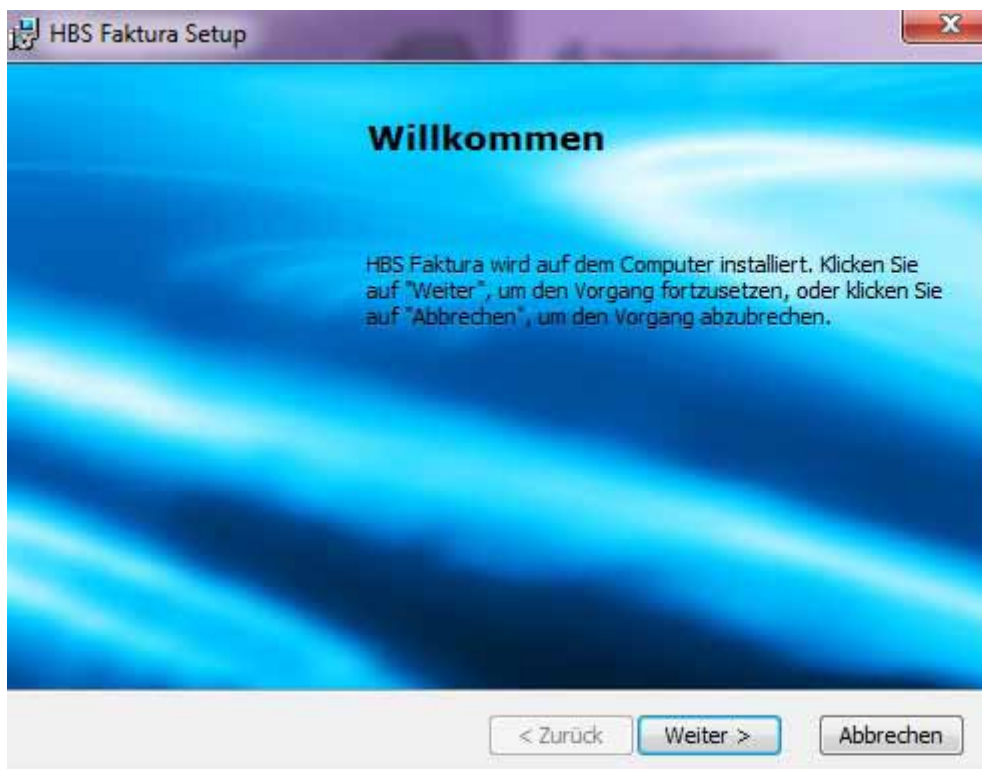 HBS Faktura Setup
Willkommen
HBS Faktura wird auf dem Computer installiert. Klicken Sie
auf "Weiter", um den Vorgang fortzusetzen, oder klicken Sie
auf "Abbrechen", um den Vorgang abzubrechen.
< Zurück Weiter > Abbrechen